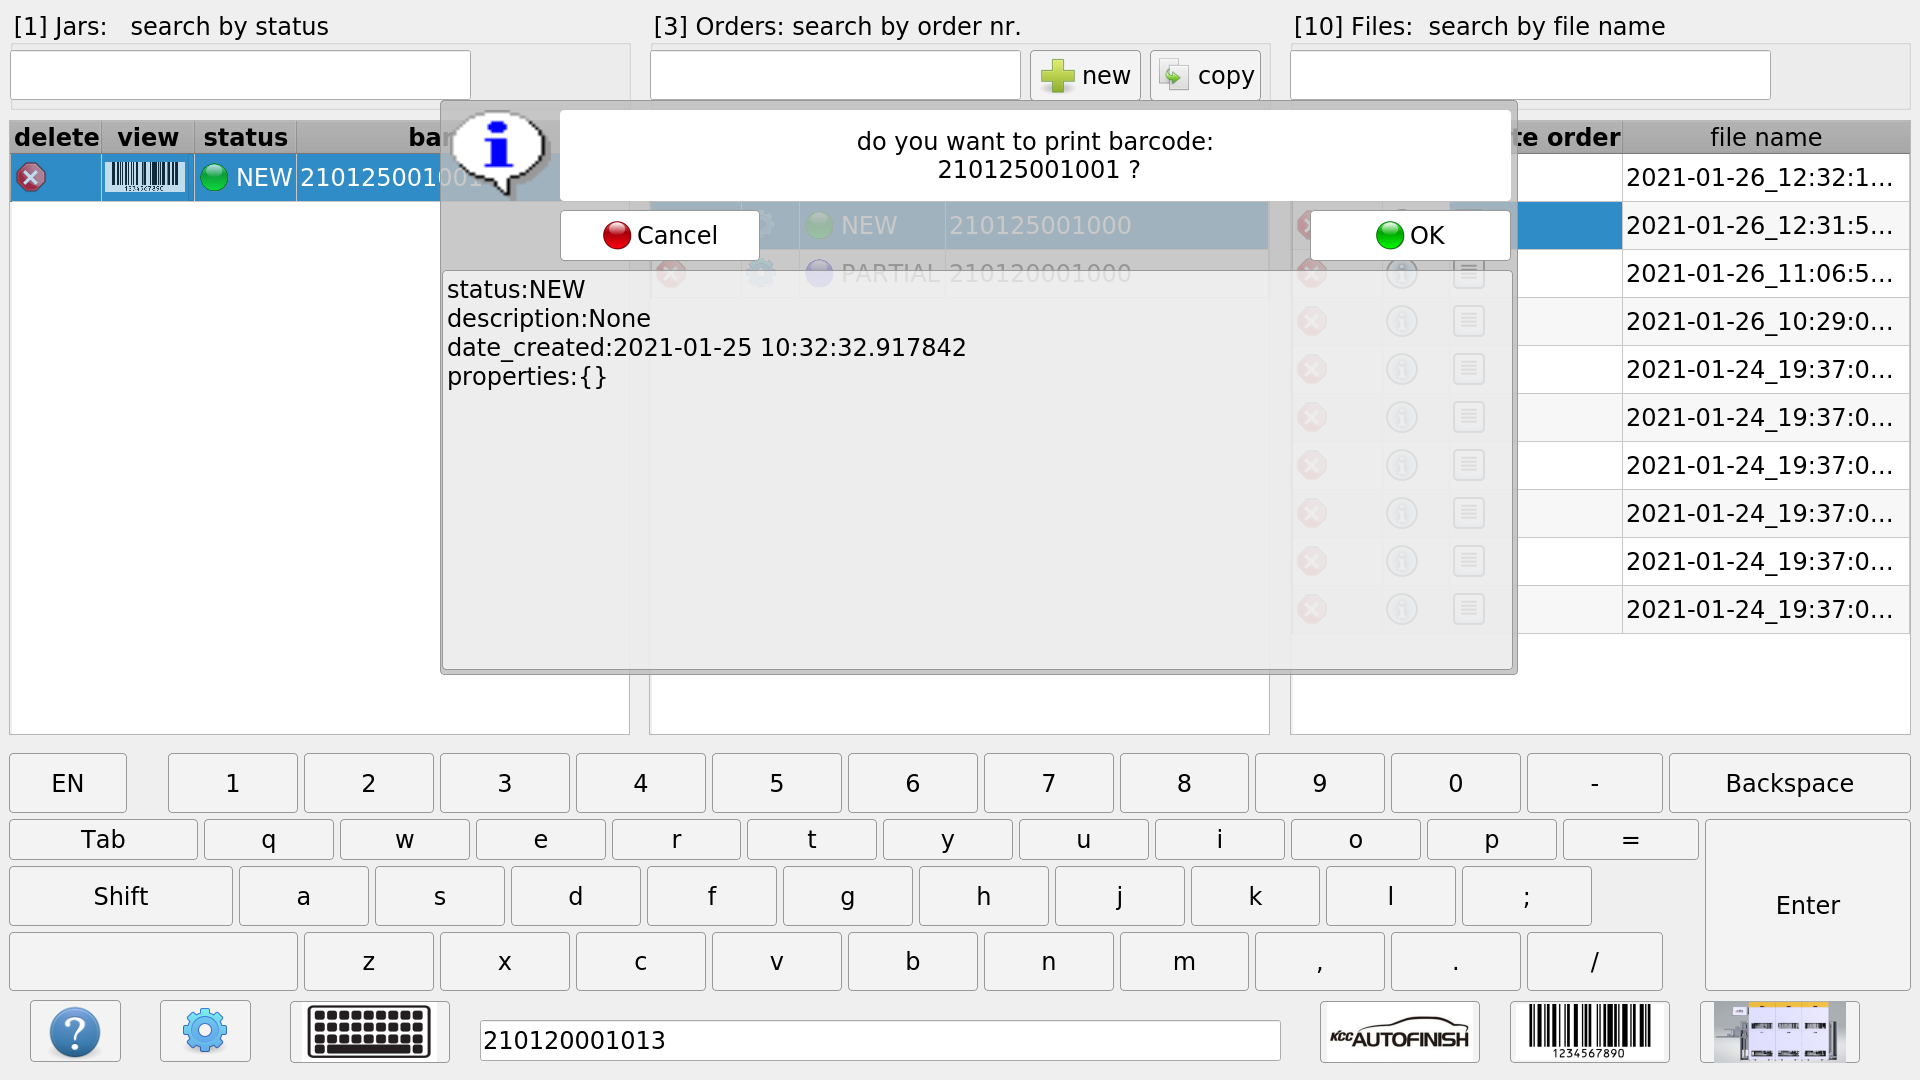 [1] Jars: search by status
[3] Orders: search by order nr.
[10] Files: search by file name
new
copy
delete view status
file name
NEW 210125001001
do you want to print barcode:
210125001001 ?
Cancel
OK
NEW 210125001000
PARTIAL 210120001000
status:NEW
description:None
date_created:2021-01-25 10:32:32.917842
properties:{}
2021-01-26_12:32:1...
2021-01-26_12:31:5...
2021-01-26_11:06:5...
2021-01-26_10:29:0...
2021-01-24_19:37:0...
2021-01-24_19:37:0...
2021-01-24_19:37:0...
2021-01-24_19:37:0...
2021-01-24_19:37:0...
2021-01-24_19:37:0...
EN 1 2 3 4 5 6 7 8 9 0 - Backspace
Tab q w e r t y u i o p =
Shift a s d f g h j k l ;
Enter
z x c v b n m , . /
210120001013
KCC AUTOFINISH
1234567890